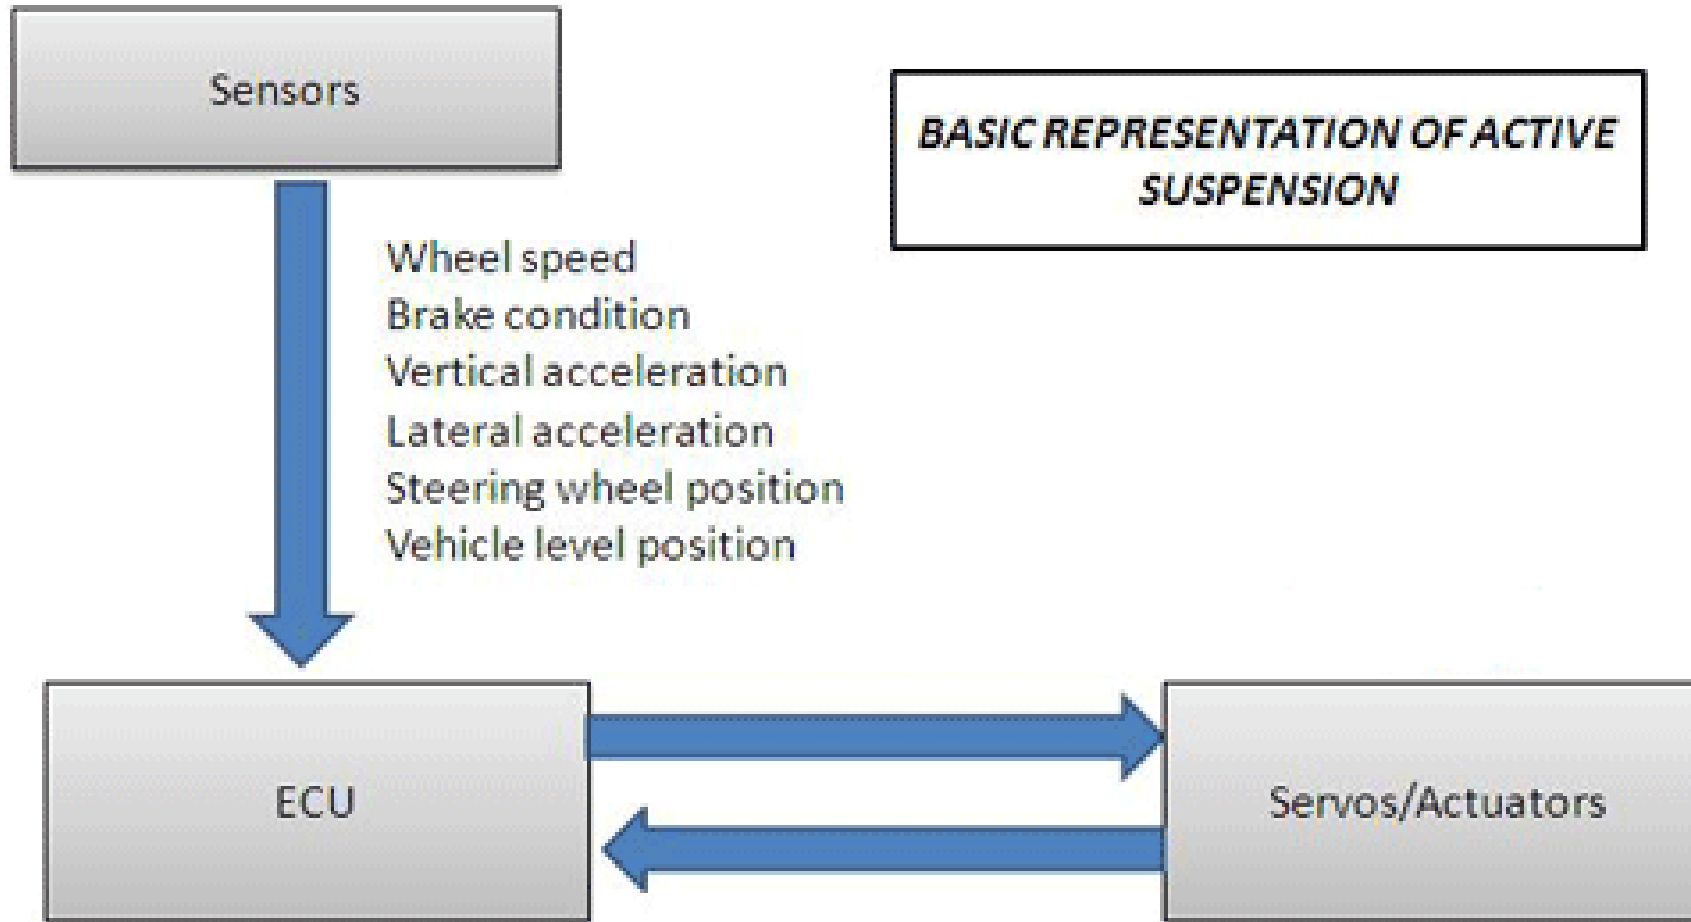 Sensors
BASIC REPRESENTATION OF ACTIVE
SUSPENSION
Wheel speed
Brake condition
Vertical acceleration
Lateral acceleration
Steering wheel position
Vehicle level position
ECU
Servos/Actuators